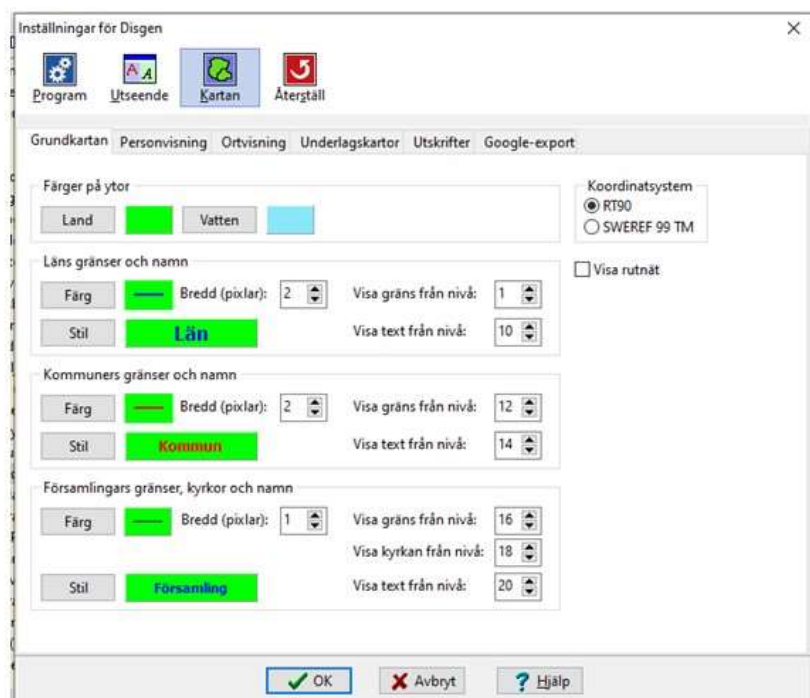 Inställningar för Disgen
Program Utseende Kartan Återställ
Grundkartan Personvisning Ortvisning Underlagskartor Utskrifter Google-export
Färger på ytor
Land Vatten
Koordinatsystem
RT90
SWEREF 99 TM
Visa rutnät
Läns gränser och namn
Färg Bredd (pixlar): 2 Visa gräns från nivå: 1
Stil Län Visa text från nivå: 10
Kommuners gränser och namn
Färg Bredd (pixlar): 2 Visa gräns från nivå: 12
Stil Kommun Visa text från nivå: 14
Församlingars gränser, kyrkor och namn
Färg Bredd (pixlar): 1 Visa gräns från nivå: 16
Visa kyrkan från nivå: 18
Stil Församling Visa text från nivå: 20
OK Avbryt Hjälp